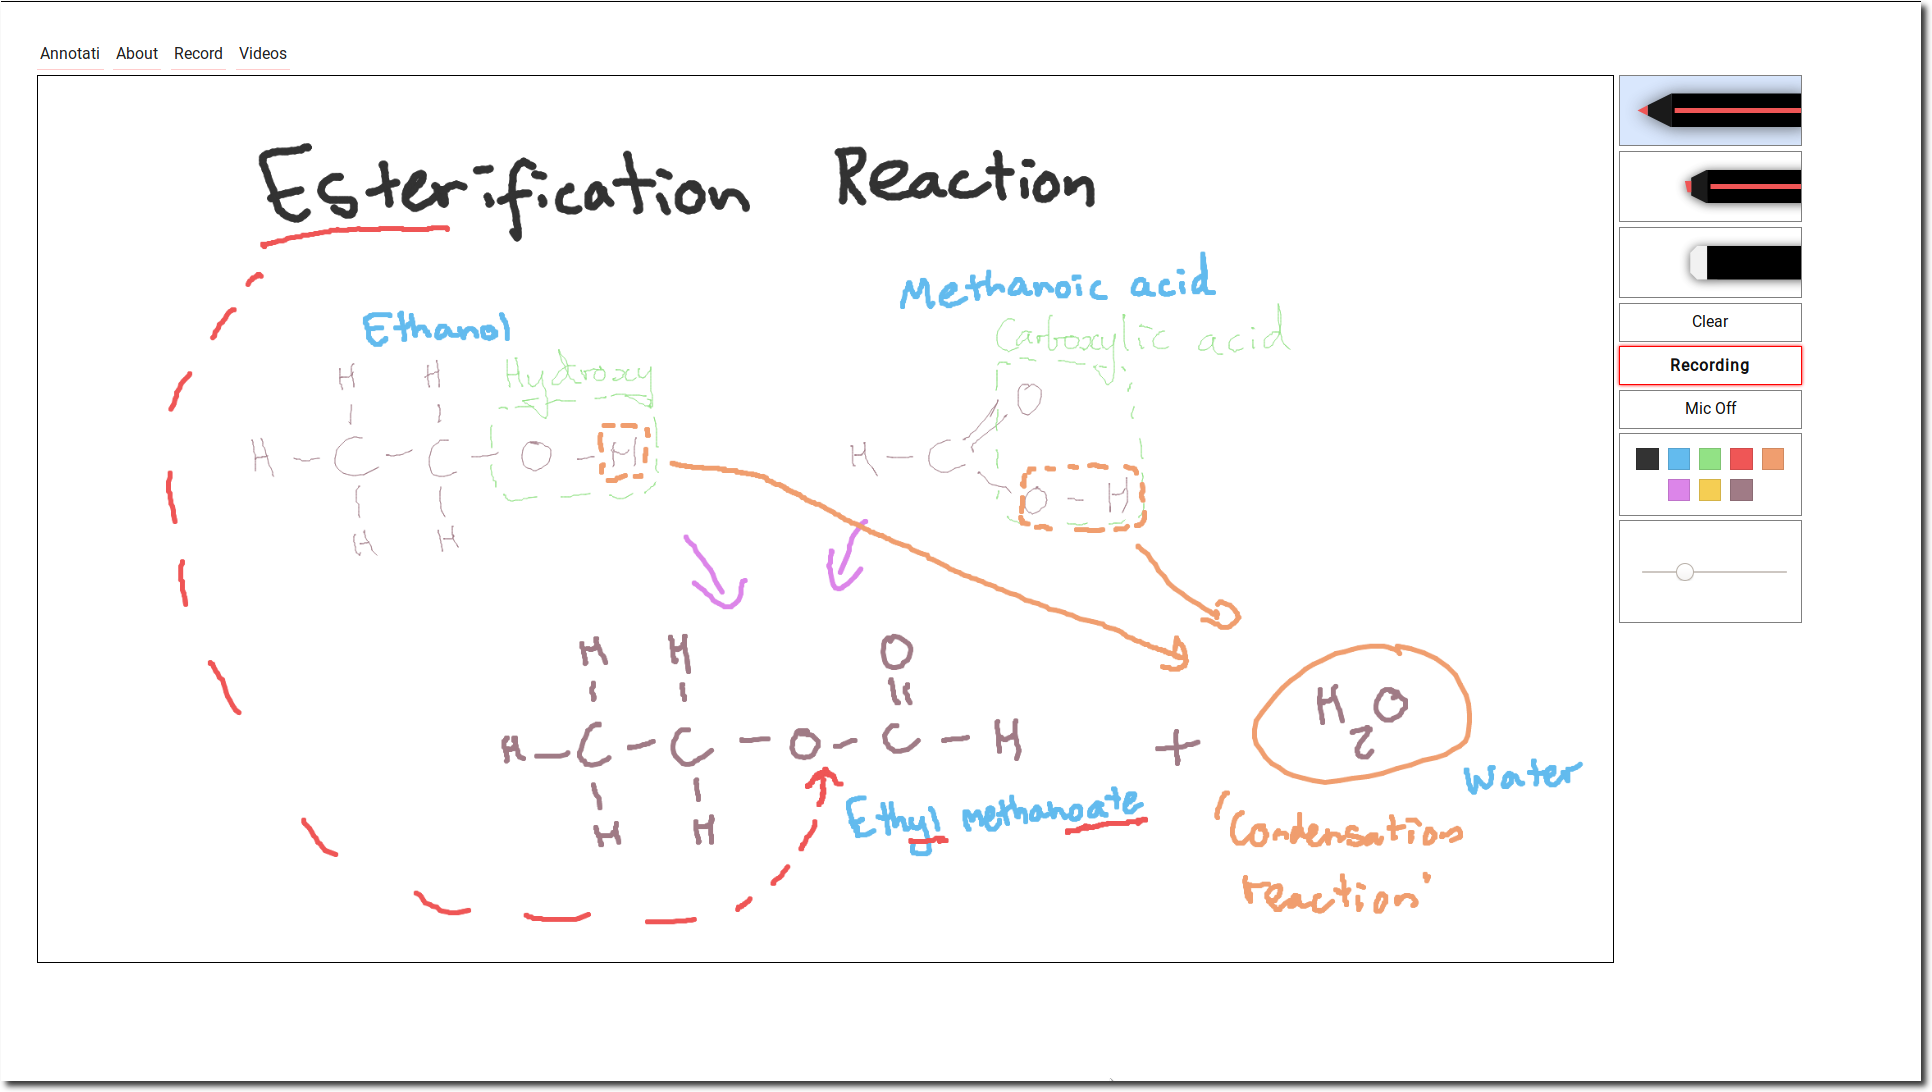 Annotati About Record Videos
Esterification Reaction
Methanoic acid
Ethanol
Carboxylic acid
Hydroxy
H H
O
H - C - C - O - H
H - C
O - H
H H
H H
O
H - C - C - O - C - H + H2O
H H
Ethyl methanoate
Water
'Condensation
reaction'
Clear
Recording
Mic Off